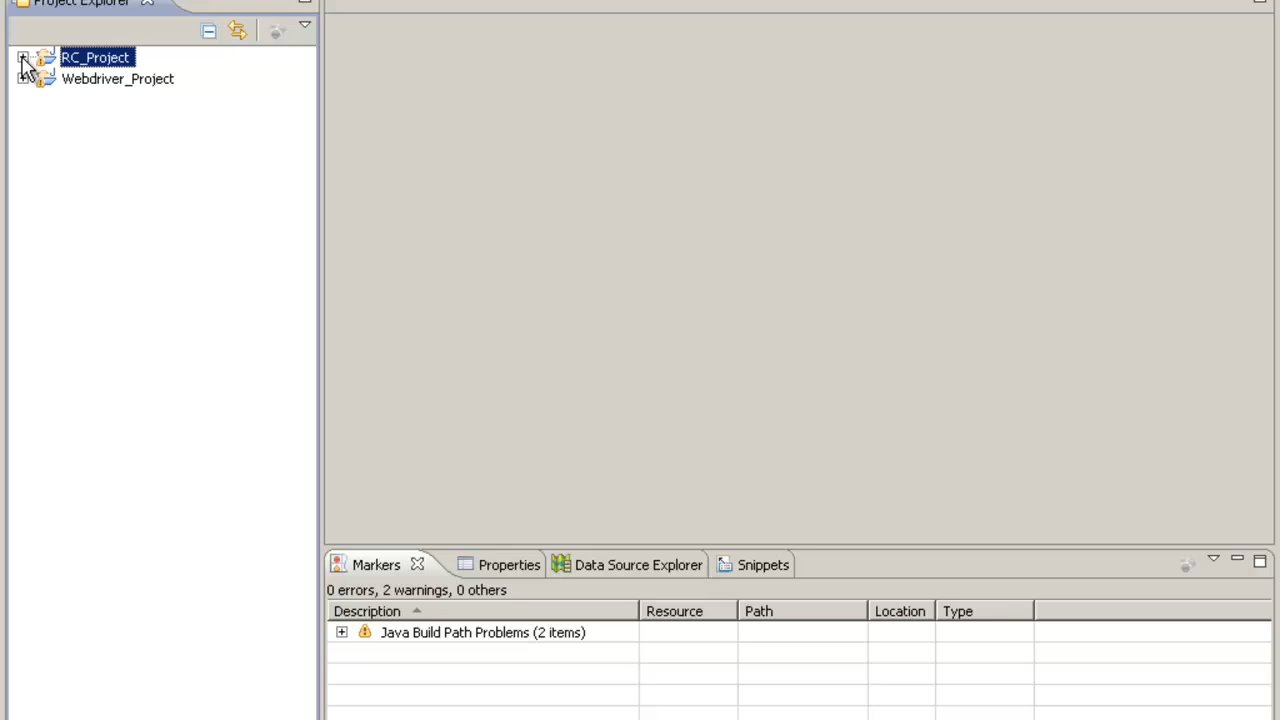 Project Explorer
RC_Project
Webdriver_Project
Markers Properties Data Source Explorer Snippets
0 errors, 2 warnings, 0 others
Description Resource Path Location Type
Java Build Path Problems (2 items)